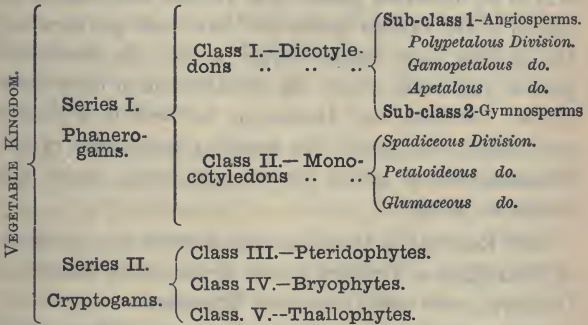 VEGETABLE KINGDOM.
Series I.
Phanero-
gams.
Class I.—Dicotyle-
dons .. .. ..
Sub-class 1-Angiosperms.
Polypetalous Division.
Gamopetalous do.
Apetalous do.
Sub-class 2-Gymnosperms
Class II.—Mono-
cotyledons .. ..
Spadiceous Division.
Petaloideous do.
Glumaceous do.
Series II.
Cryptogams.
Class III.—Pteridophytes.
Class IV.—Bryophytes.
Class. V.--Thallophytes.